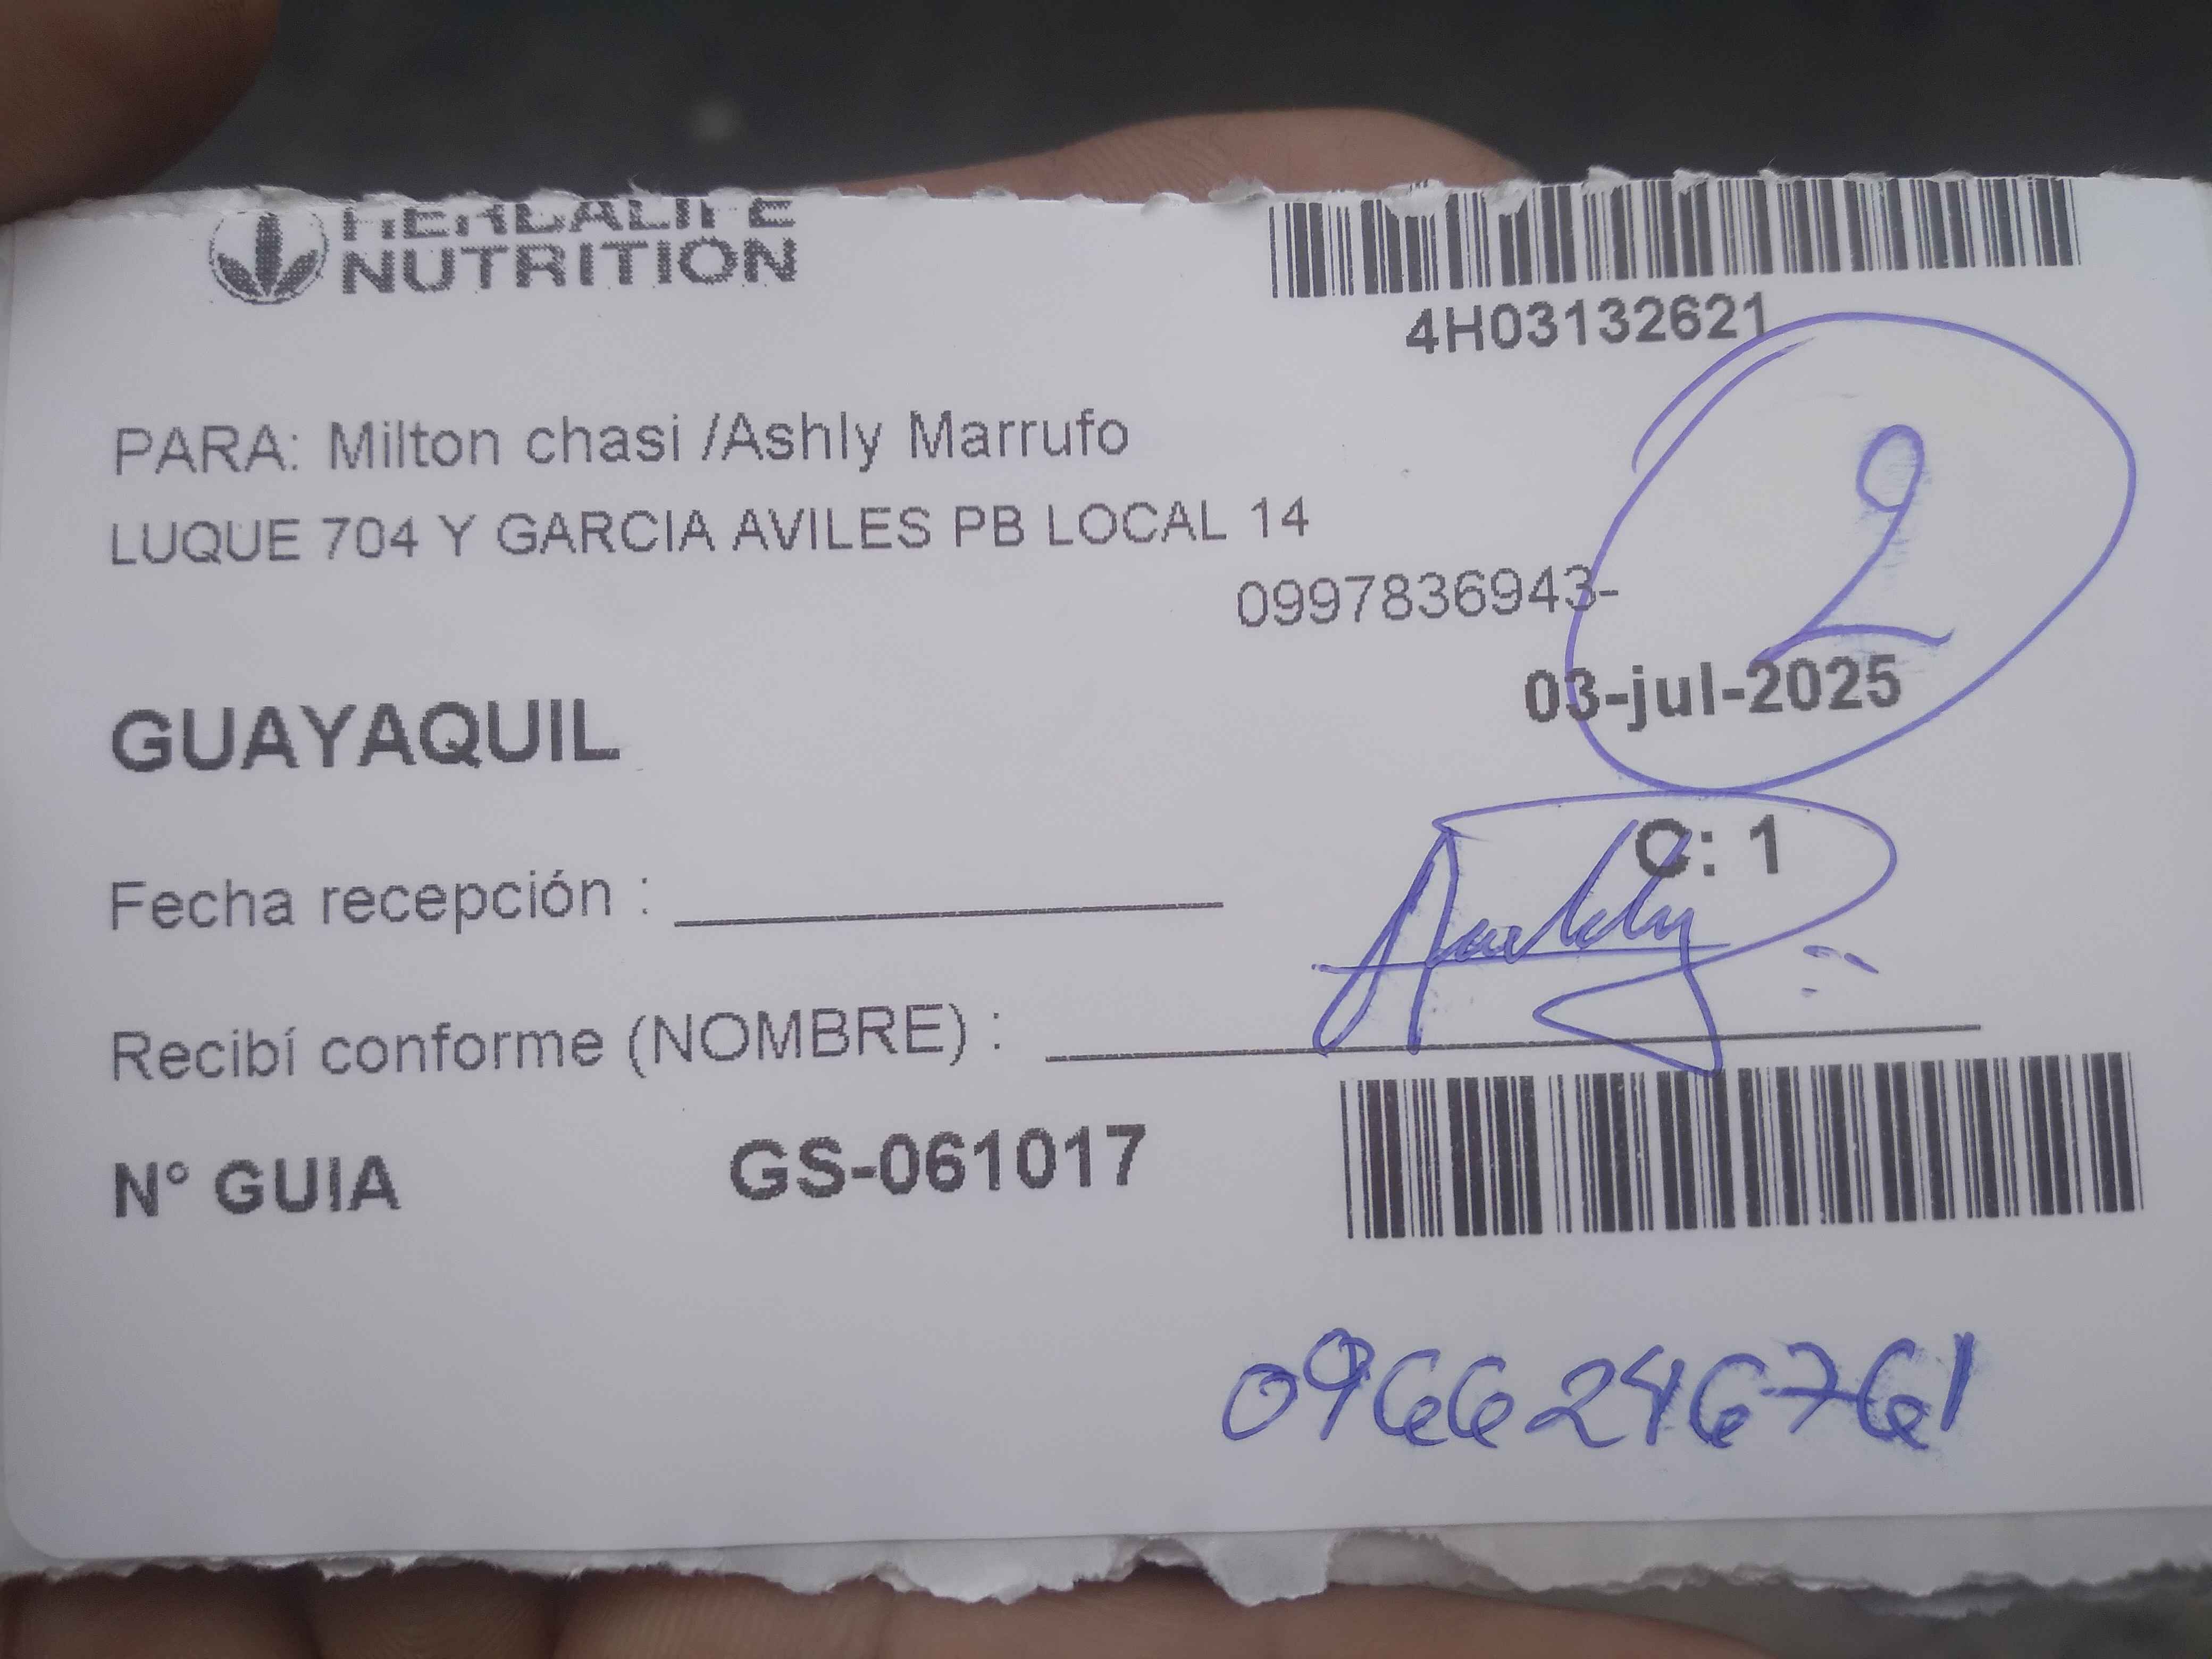 HERBALIFE
NUTRITION
4H03132621
PARA: Milton chasi /Ashly Marrufo
2
LUQUE 704 Y GARCIA AVILES PB LOCAL 14
0997836943-
03-jul-2025
GUAYAQUIL
C: 1
Fecha recepción :
Recibí conforme (NOMBRE) :
N° GUIA GS-061017
0966246761